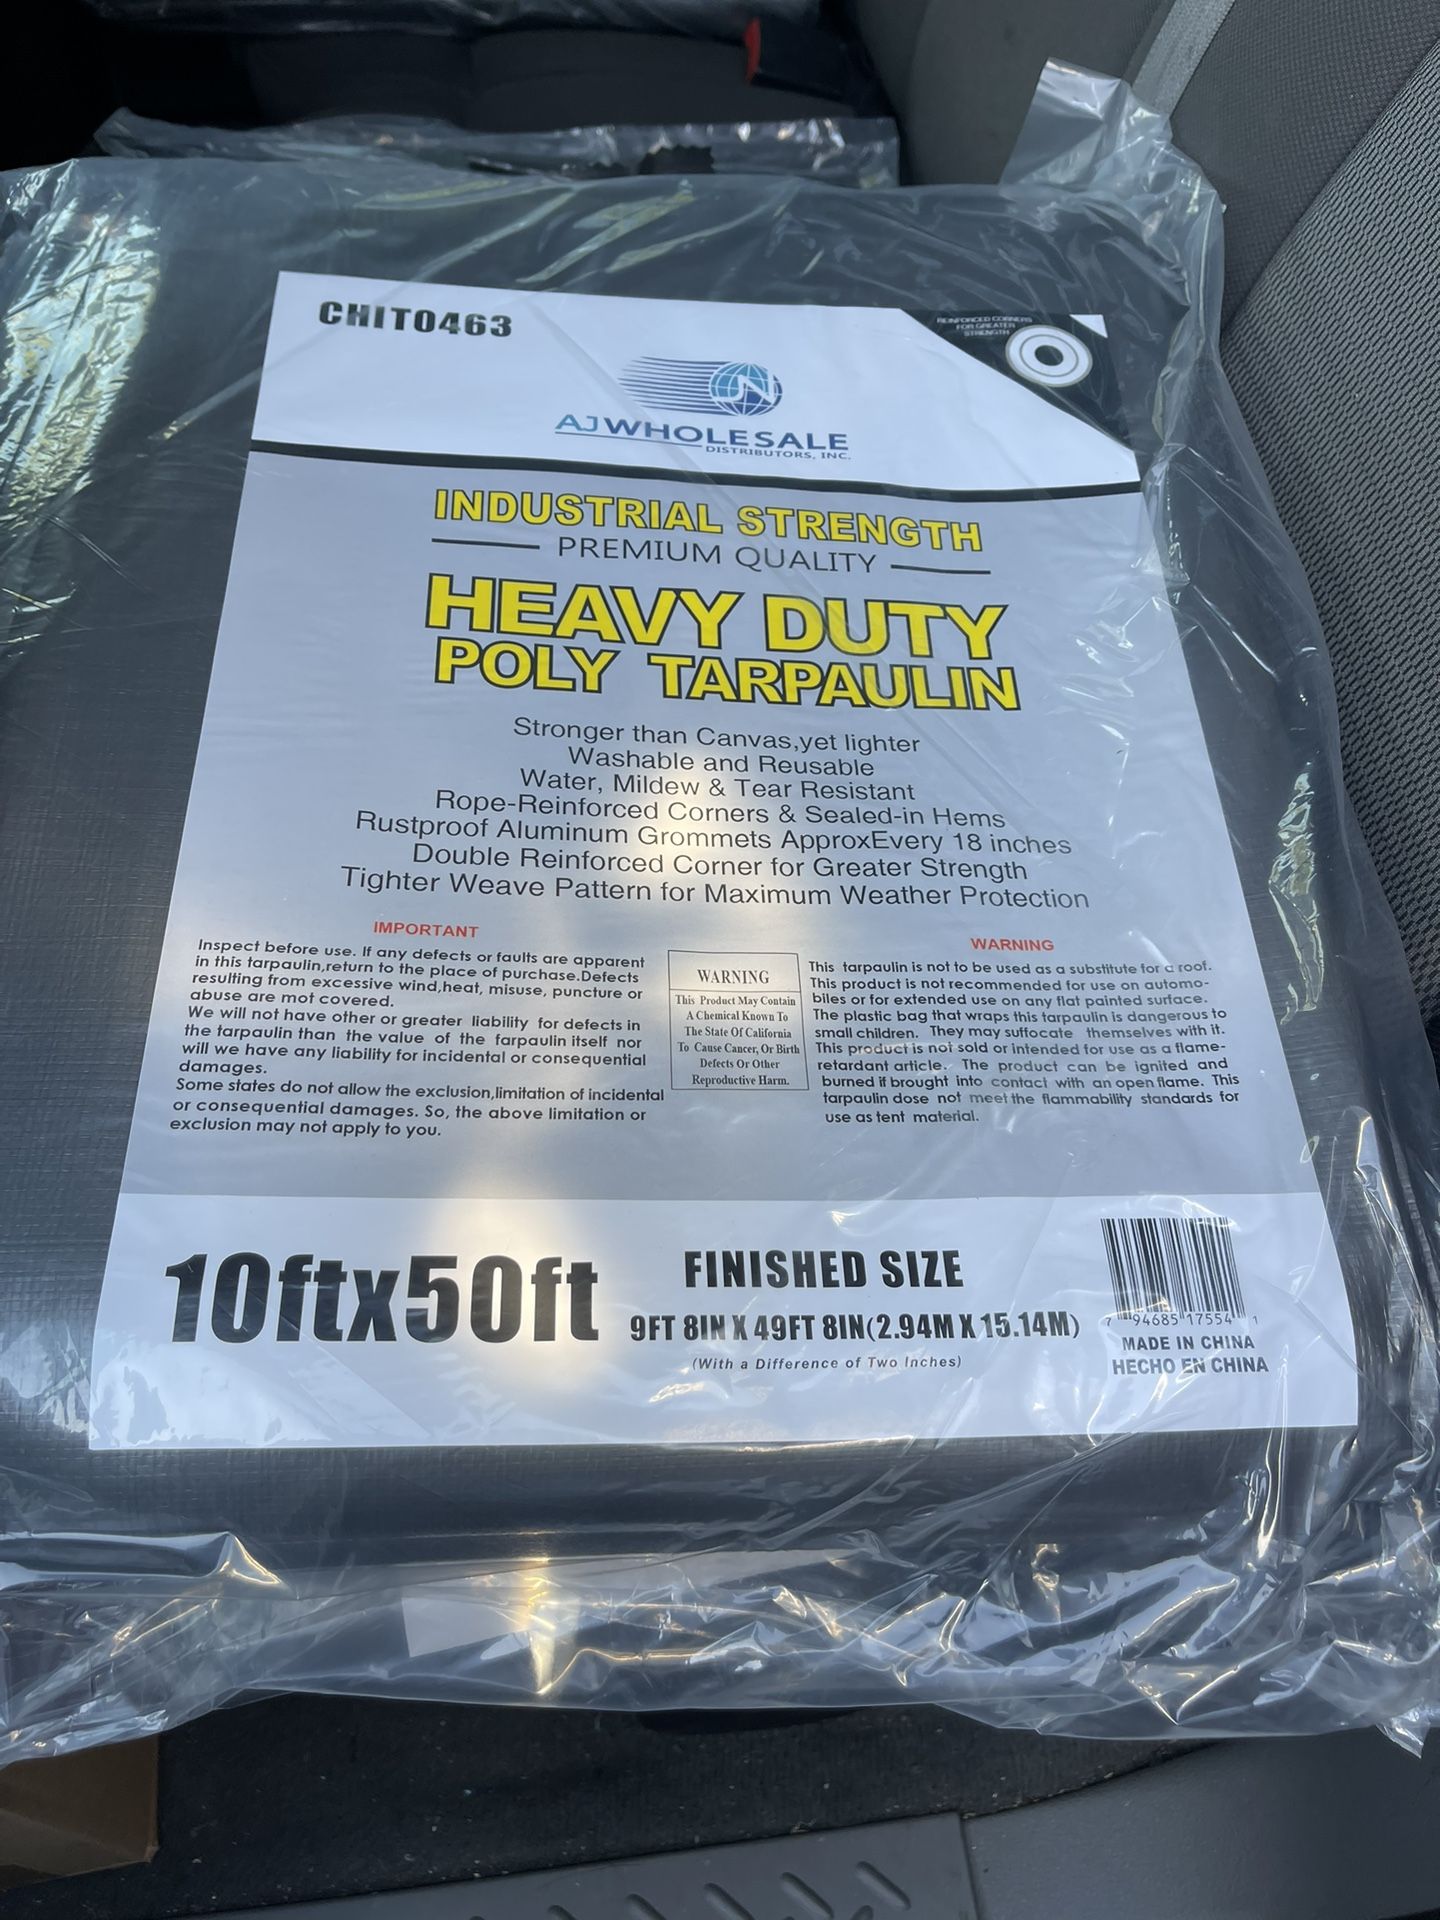 CHIT0463
REINFORCED CORNERS
FOR GREATER
STRENGTH
AJWHOLESALE
DISTRIBUTORS, INC.
INDUSTRIAL STRENGTH
PREMIUM QUALITY
HEAVY DUTY
POLY TARPAULIN
Stronger than Canvas,yet lighter
Washable and Reusable
Water, Mildew & Tear Resistant
Rope-Reinforced Corners & Sealed-in Hems
Rustproof Aluminum Grommets ApproxEvery 18 inches
Double Reinforced Corner for Greater Strength
Tighter Weave Pattern for Maximum Weather Protection
IMPORTANT
Inspect before use. If any defects or faults are apparent
in this tarpaulin,return to the place of purchase.Defects
resulting from excessive wind,heat, misuse, puncture or
abuse are mot covered.
We will not have other or greater liability for defects in
the tarpaulin than the value of the farpaulin itself nor
will we have any liability for incidental or consequential
damages.
Some states do not allow the exclusion,limitation of incidental
or consequential damages. So, the above limitation or
exclusion may not apply to you.
WARNING
This Product May Contain
A Chemical Known To
The State Of California
To Cause Cancer, Or Birth
Defects Or Other
Reproductive Harm.
WARNING
This tarpaulin is not to be used as a substitute for a roof.
This product is not recommended for use on automo-
biles or for extended use on any flat painted surface.
The plastic bag that wraps this tarpaulin is dangerous to
small children. They may suffocate themselves with it.
This product is not sold or intended for use as a flame-
retardant article. The product can be ignited and
burned if brought into contact with an open flame. This
tarpaulin dose not meet the flammability standards for
use as tent material.
10ftx50ft
FINISHED SIZE
9FT 8IN X 49FT 8IN(2.94M X 15.14M)
(With a Difference of Two Inches)
7 94685 17554 1
MADE IN CHINA
HECHO EN CHINA